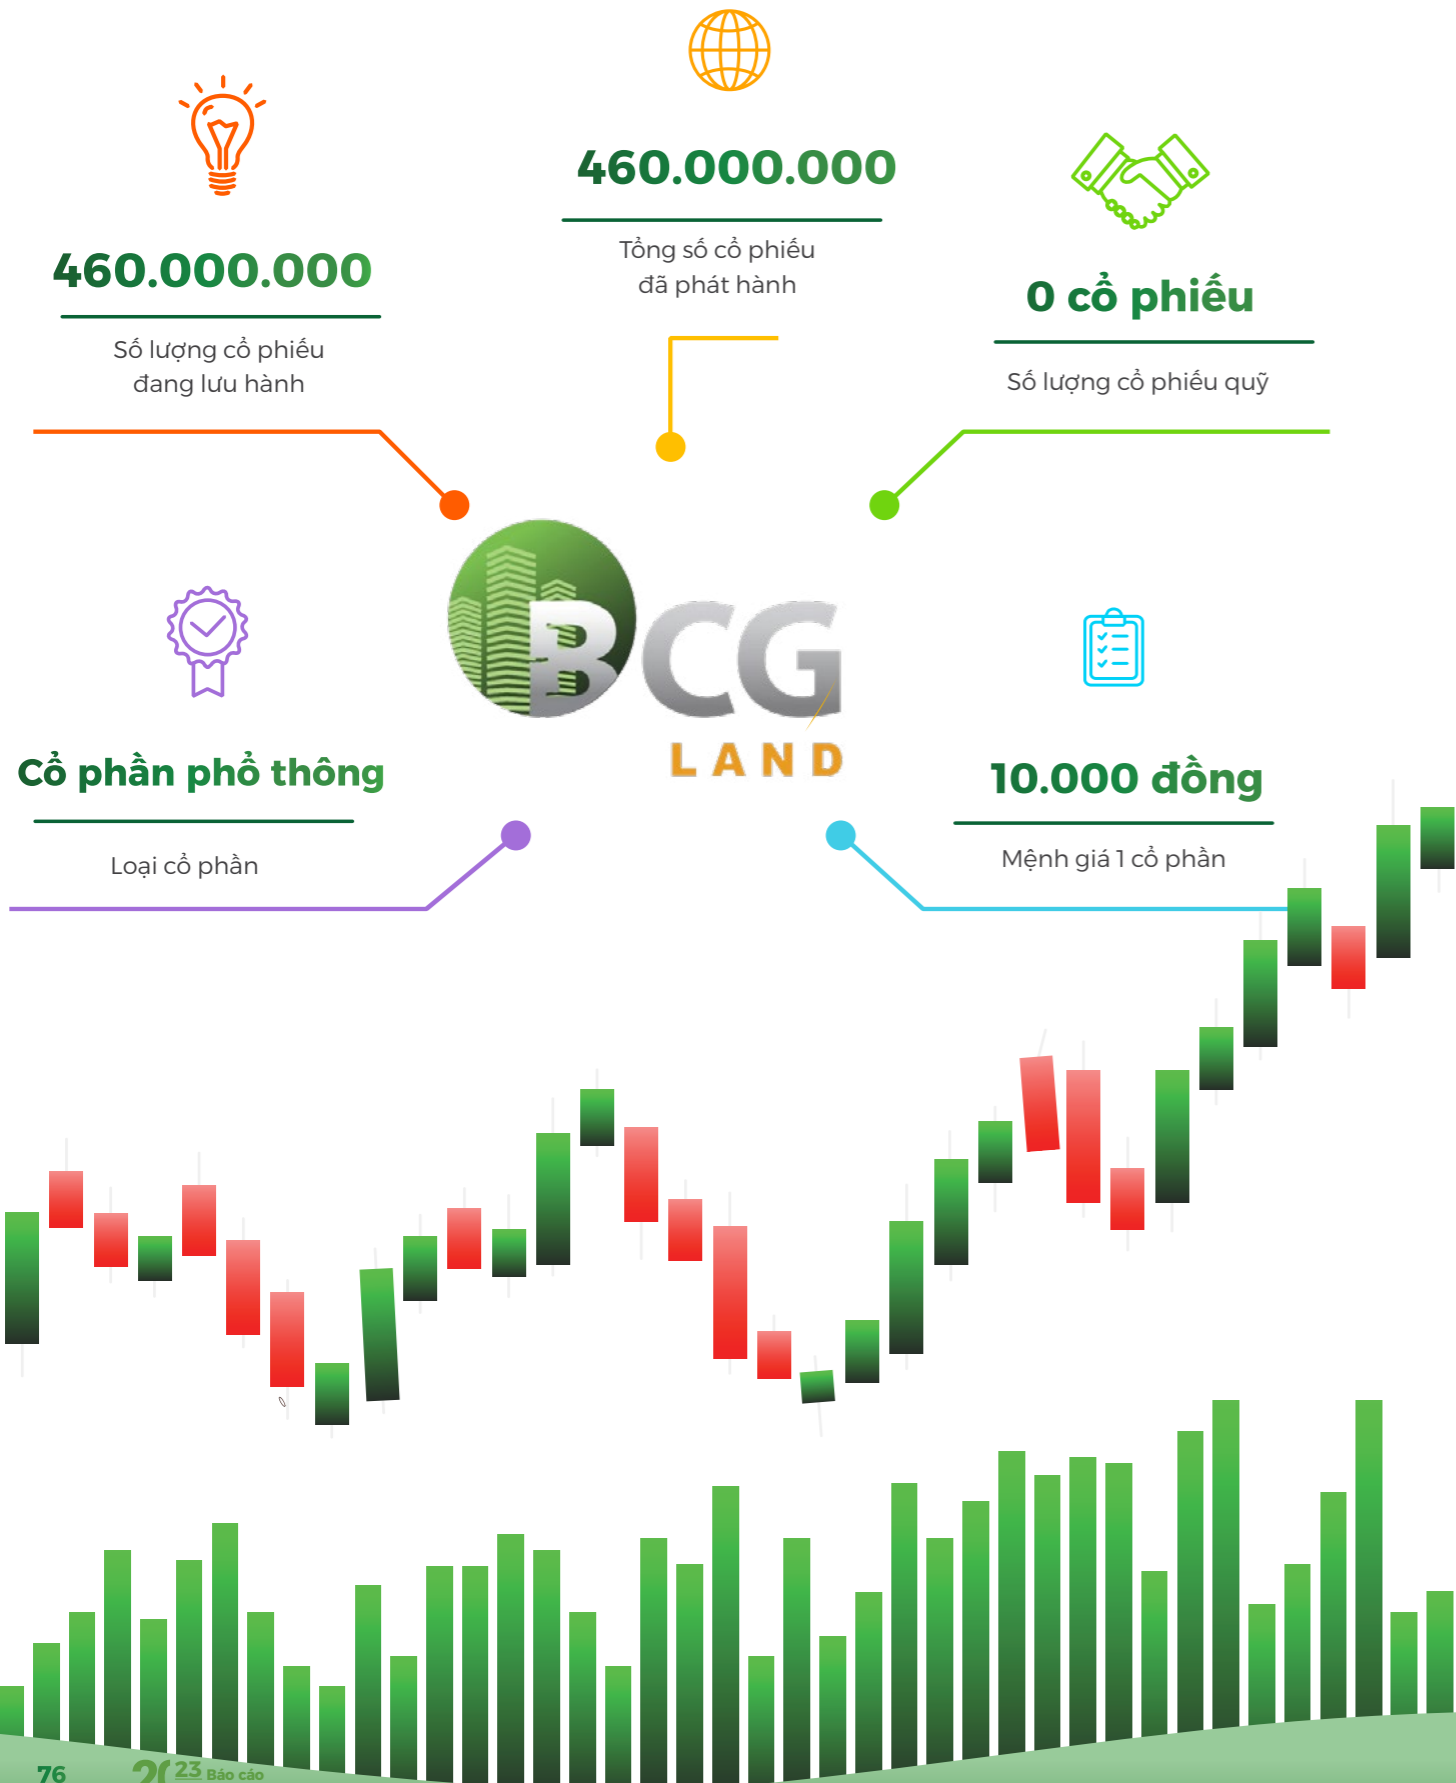 460.000.000
Tổng số cổ phiếu
đã phát hành
460.000.000
Số lượng cổ phiếu
đang lưu hành
0 cổ phiếu
Số lượng cổ phiếu quỹ
BCG
LAND
Cổ phần phổ thông
Loại cổ phần
10.000 đồng
Mệnh giá 1 cổ phần
76
23 Báo cáo